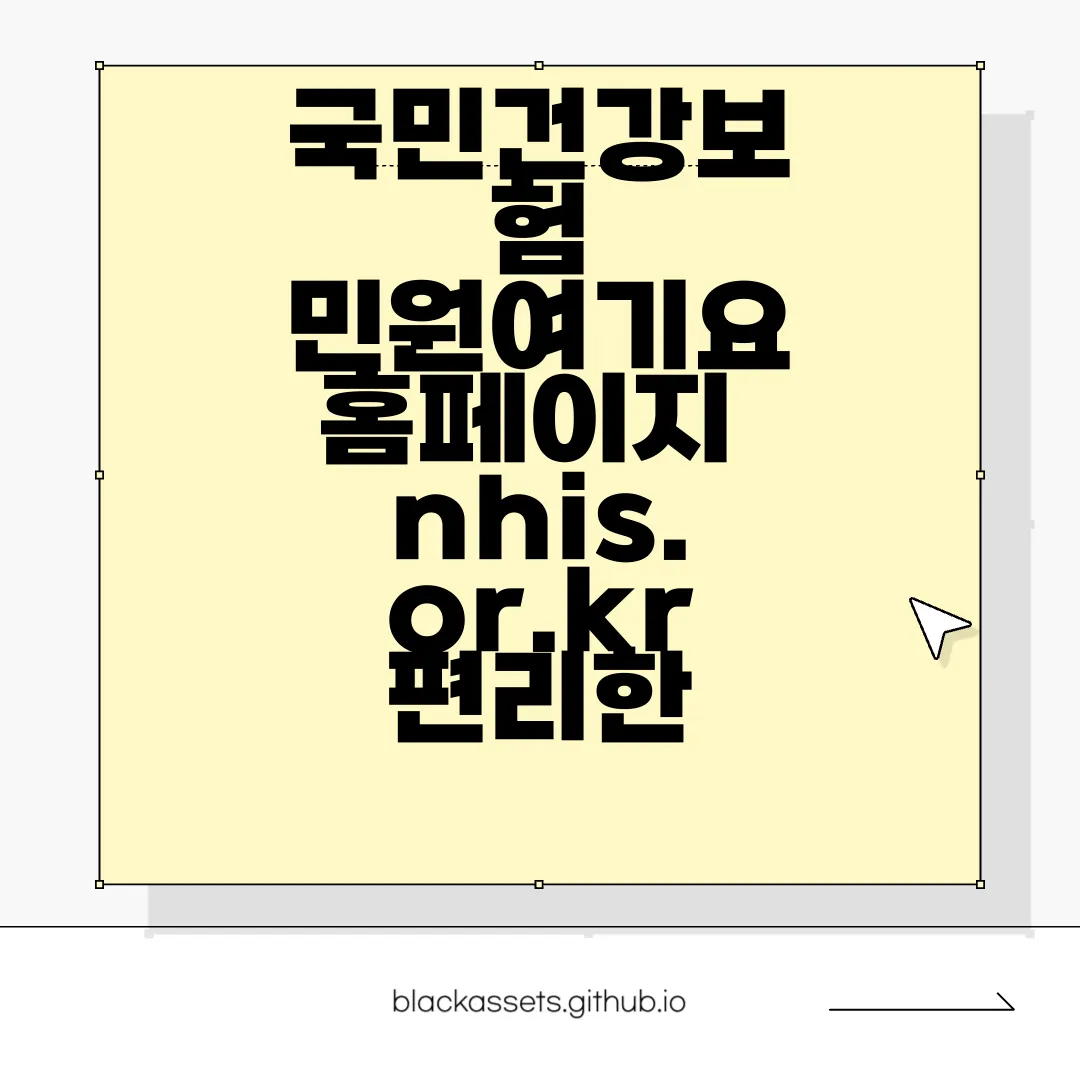 국민건강보
험
민원여기요
홈페이지
nhis.
or.kr
편리한
blackassets.github.io